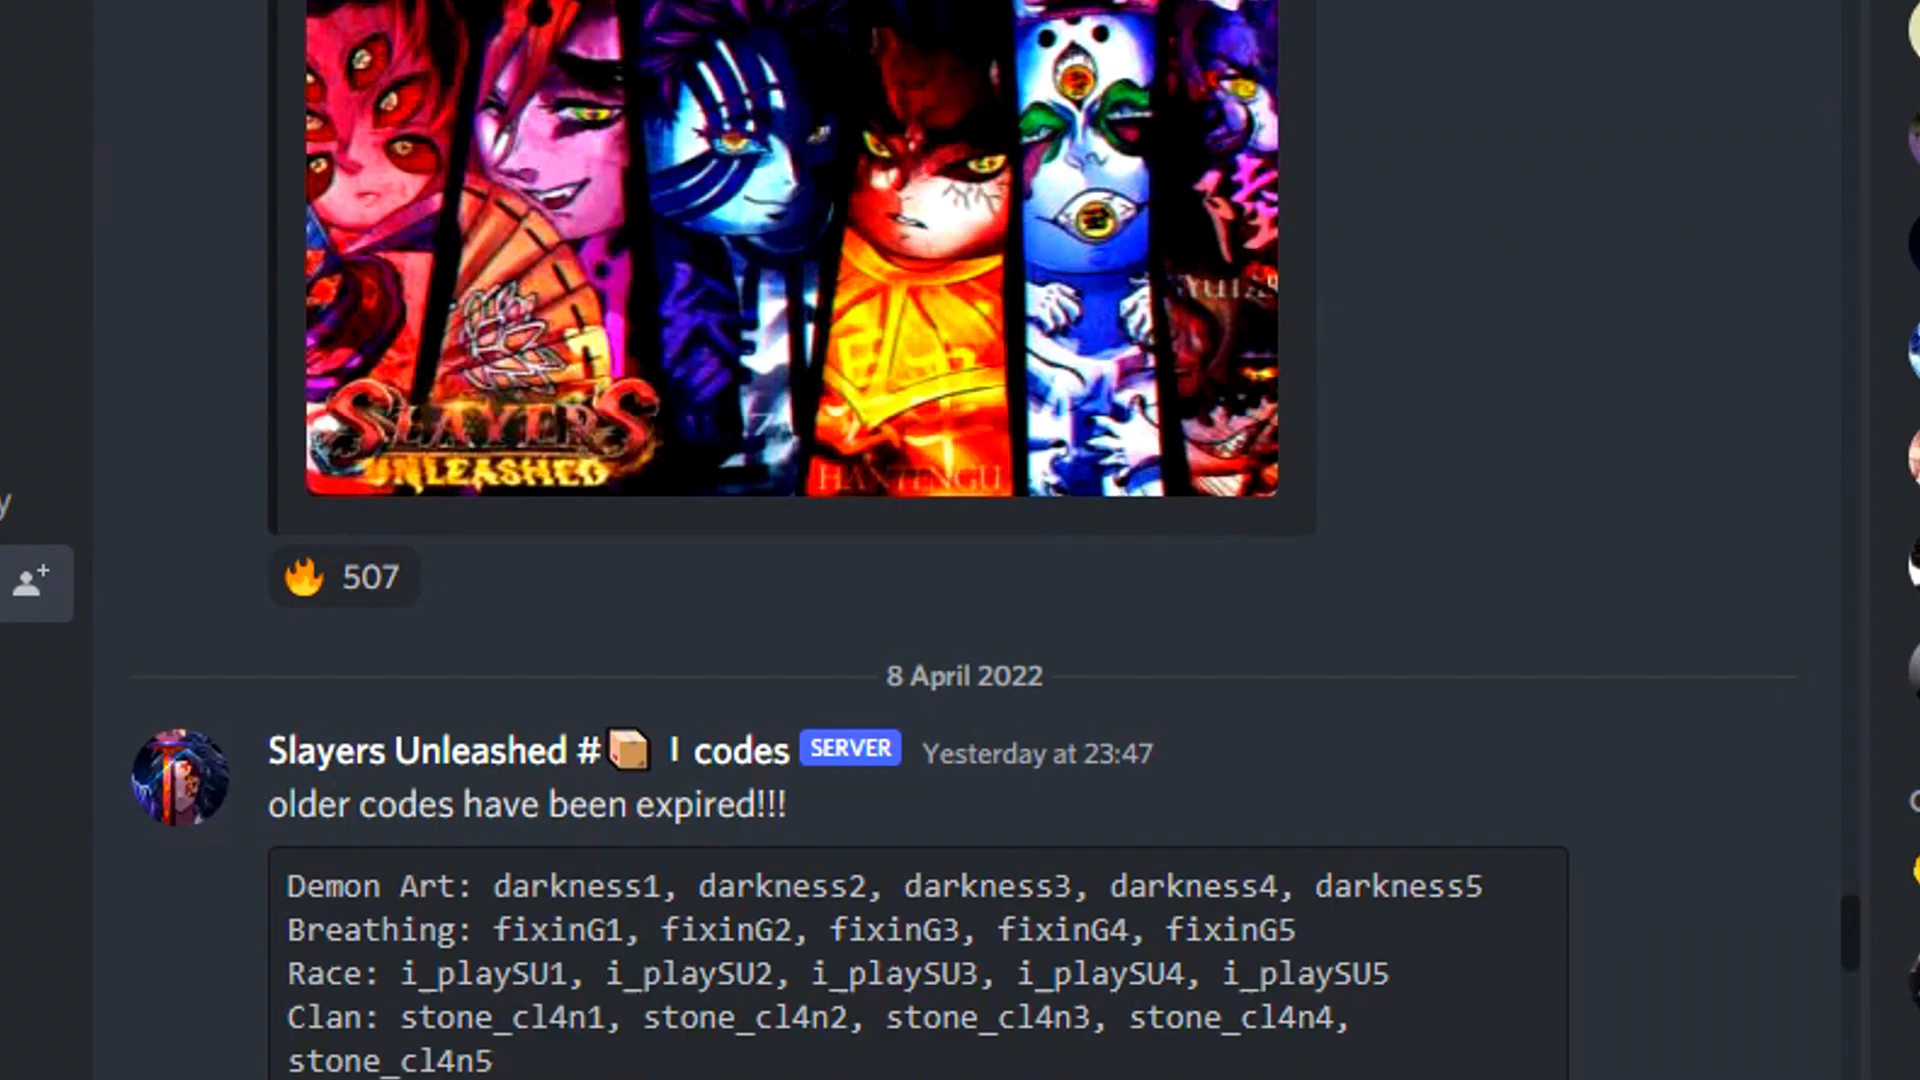 SLAYERS
UNLEASHED
HANTENGU
507
8 April 2022
Slayers Unleashed # | codes SERVER Yesterday at 23:47
older codes have been expired!!!
Demon Art: darkness1, darkness2, darkness3, darkness4, darkness5
Breathing: fixinG1, fixinG2, fixinG3, fixinG4, fixinG5
Race: i_playSU1, i_playSU2, i_playSU3, i_playSU4, i_playSU5
Clan: stone_cl4n1, stone_cl4n2, stone_cl4n3, stone_cl4n4,
stone_cl4n5